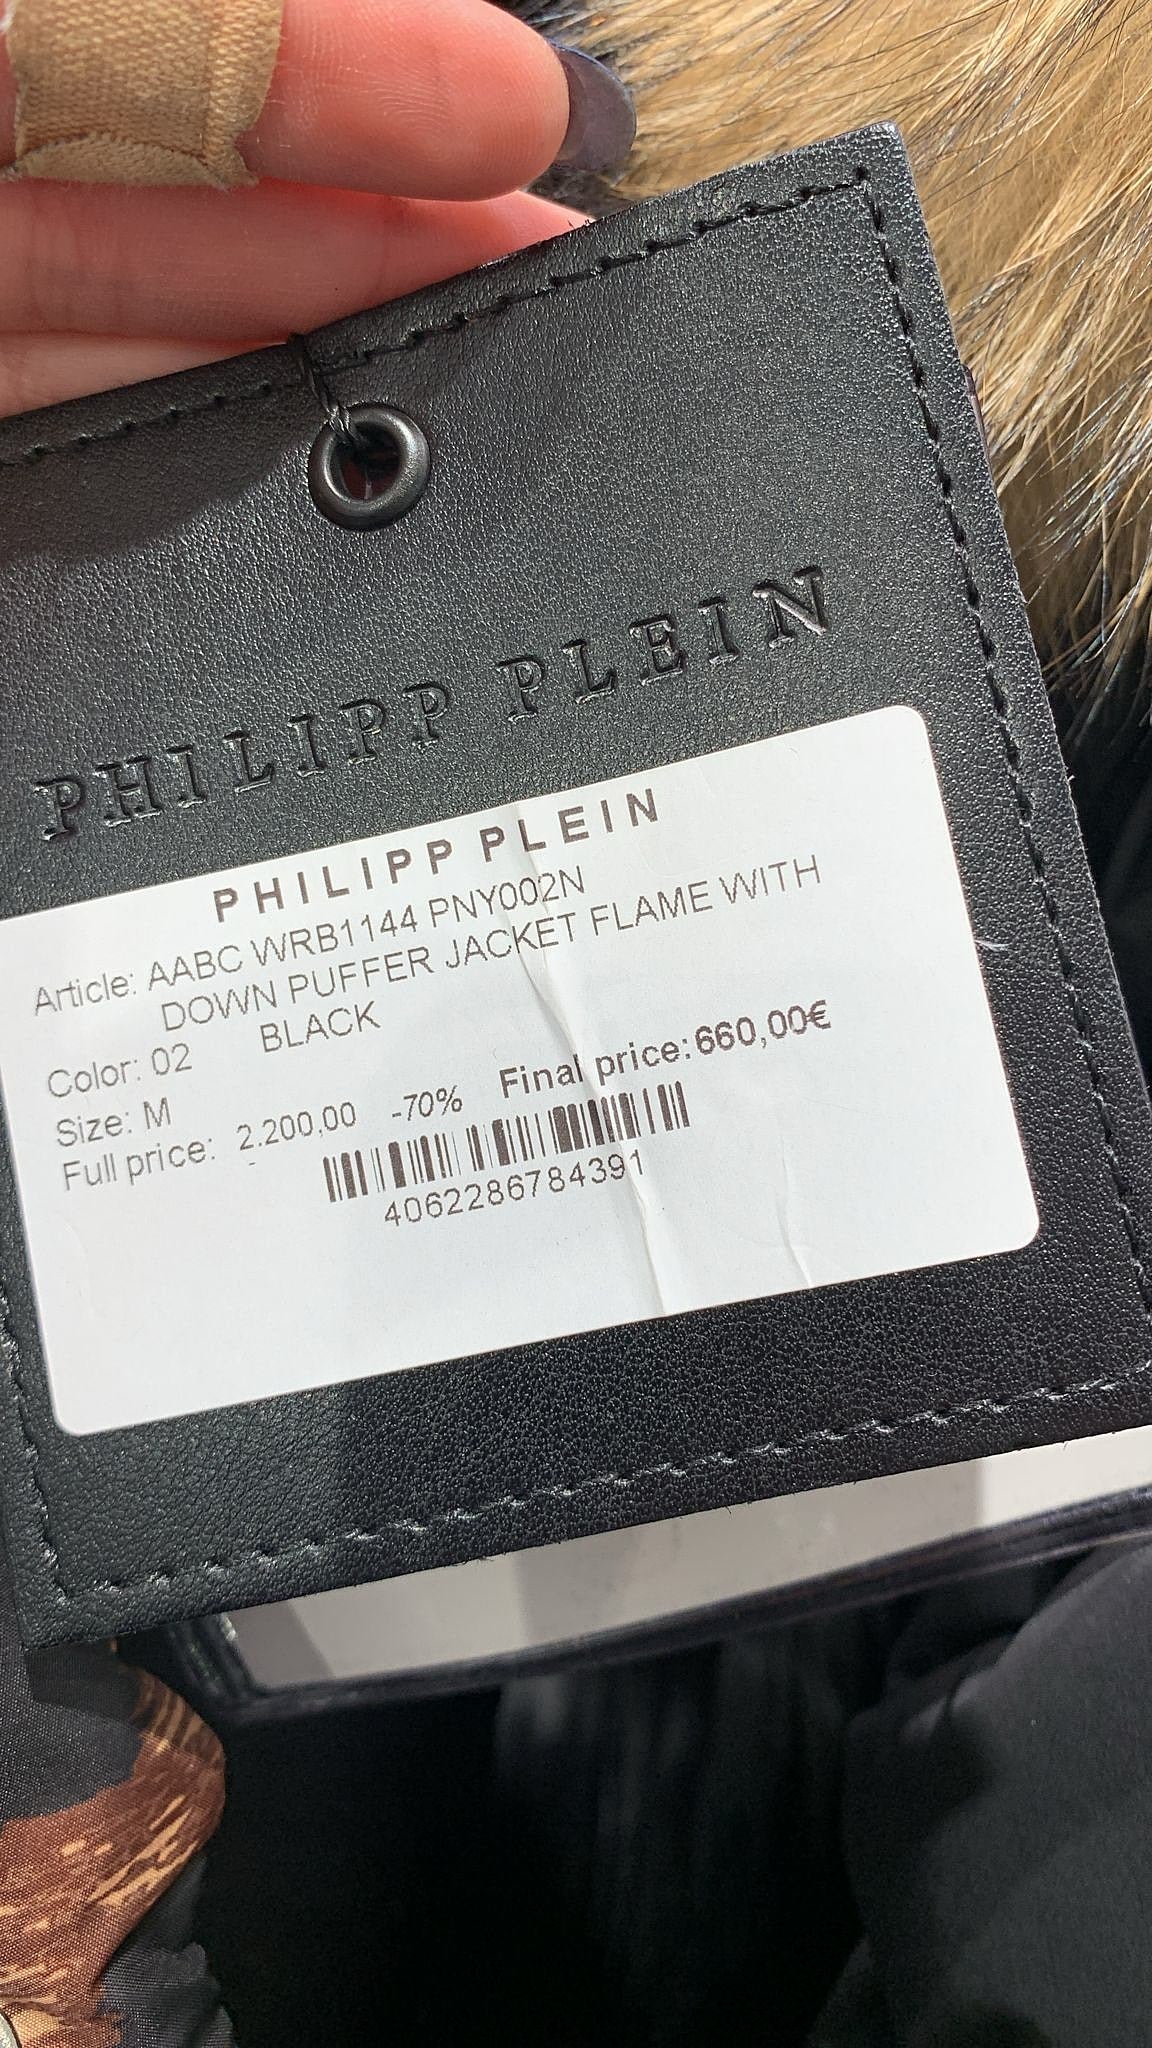 PHILIPP PLEIN
PHILIPP PLEIN
Article: AABC WRB1144 PNY002N
DOWN PUFFER JACKET FLAME WITH
Color: 02 BLACK
Size: M
Full price: 2.200,00 -70% Final price: 660,00€
4062286784391